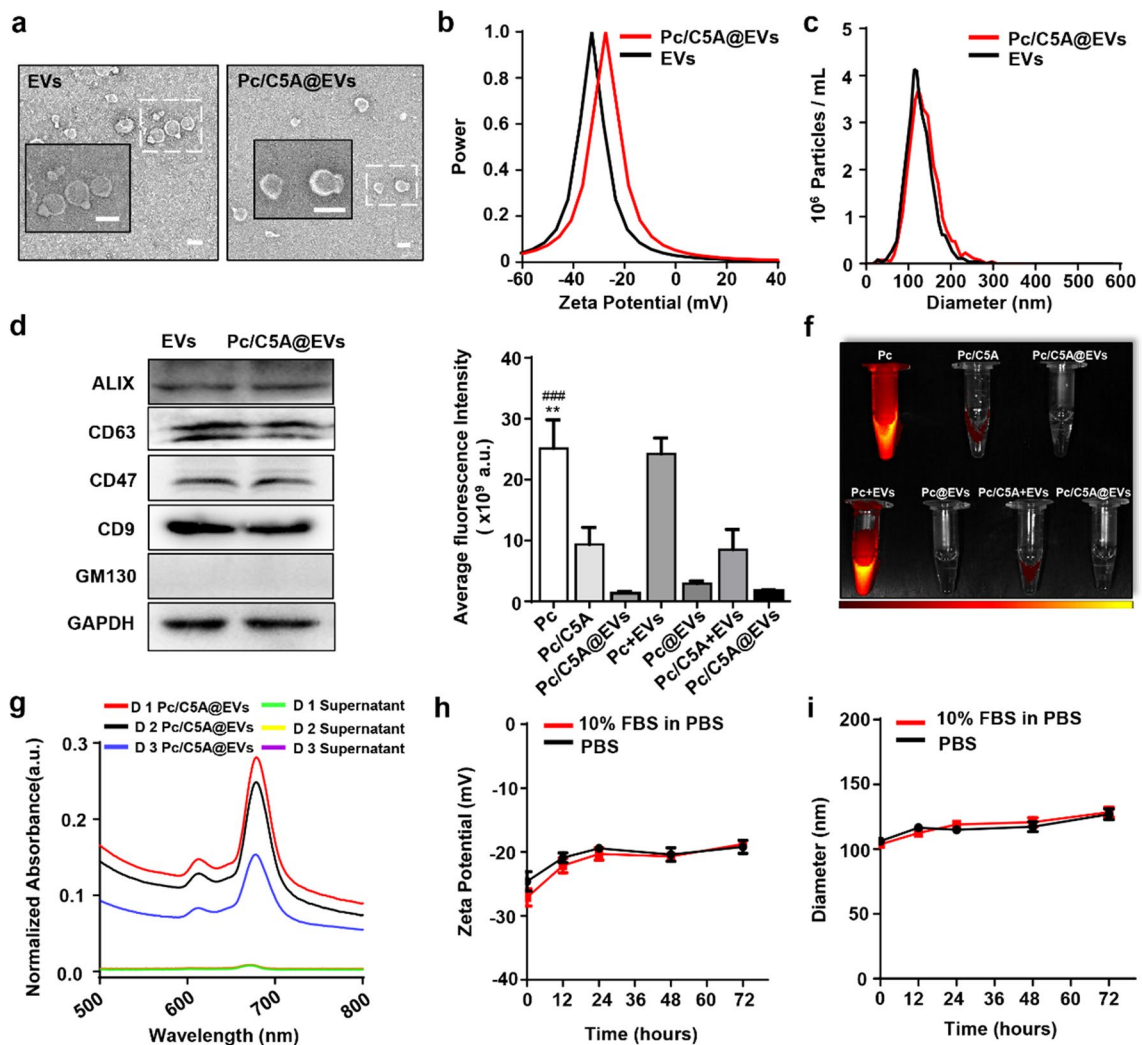 a
EVs
Pc/C5A@EVs
b
Power
1.0
0.8
0.6
0.4
0.2
0
-60
-40
-20
0
20
40
Zeta Potential (mV)
Pc/C5A@EVs
EVs
c
10⁶ Particles / mL
5
4
3
2
1
0
0
100
200
300
400
500
600
Diameter (nm)
Pc/C5A@EVs
EVs
d
EVs
Pc/C5A@EVs
ALIX
CD63
CD47
CD9
GM130
GAPDH
Average fluorescence Intensity
( x10⁹ a.u.)
40
30
20
10
0
###
**
Pc
Pc/C5A
Pc/C5A@EVs
Pc+EVs
Pc@EVs
Pc/C5A+EVs
Pc/C5A@EVs
f
Pc
Pc/C5A
Pc/C5A@EVs
Pc+EVs
Pc@EVs
Pc/C5A+EVs
Pc/C5A@EVs
g
D 1 Pc/C5A@EVs
D 2 Pc/C5A@EVs
D 3 Pc/C5A@EVs
D 1 Supernatant
D 2 Supernatant
D 3 Supernatant
Normalized Absorbance(a.u.)
0.3
0.2
0.1
0.0
500
600
700
800
Wavelength (nm)
h
10% FBS in PBS
PBS
Zeta Potential (mV)
-0
-10
-20
-30
-40
0
12
24
36
48
60
72
Time (hours)
i
10% FBS in PBS
PBS
Diameter (nm)
200
150
100
50
0
0
12
24
36
48
60
72
Time (hours)